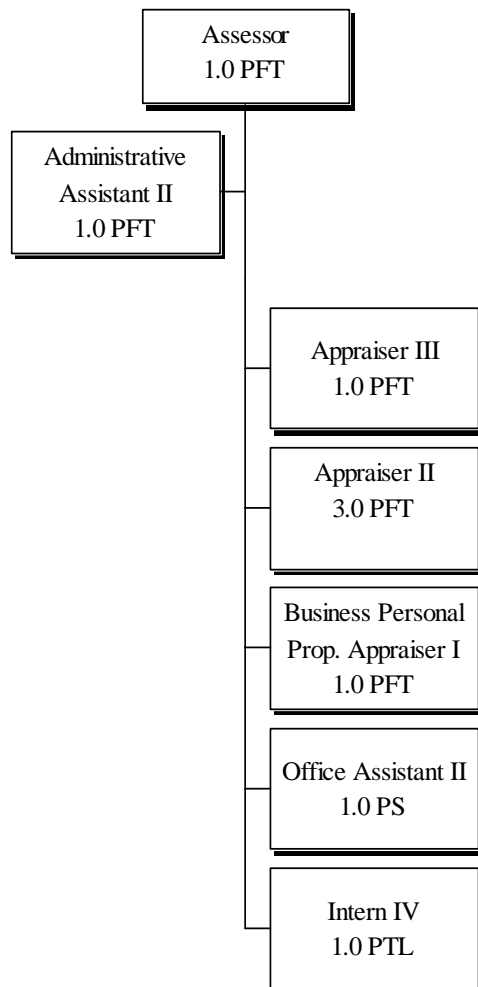 Assessor
1.0 PFT
Administrative
Assistant II
1.0 PFT
Appraiser III
1.0 PFT
Appraiser II
3.0 PFT
Business Personal
Prop. Appraiser I
1.0 PFT
Office Assistant II
1.0 PS
Intern IV
1.0 PTL